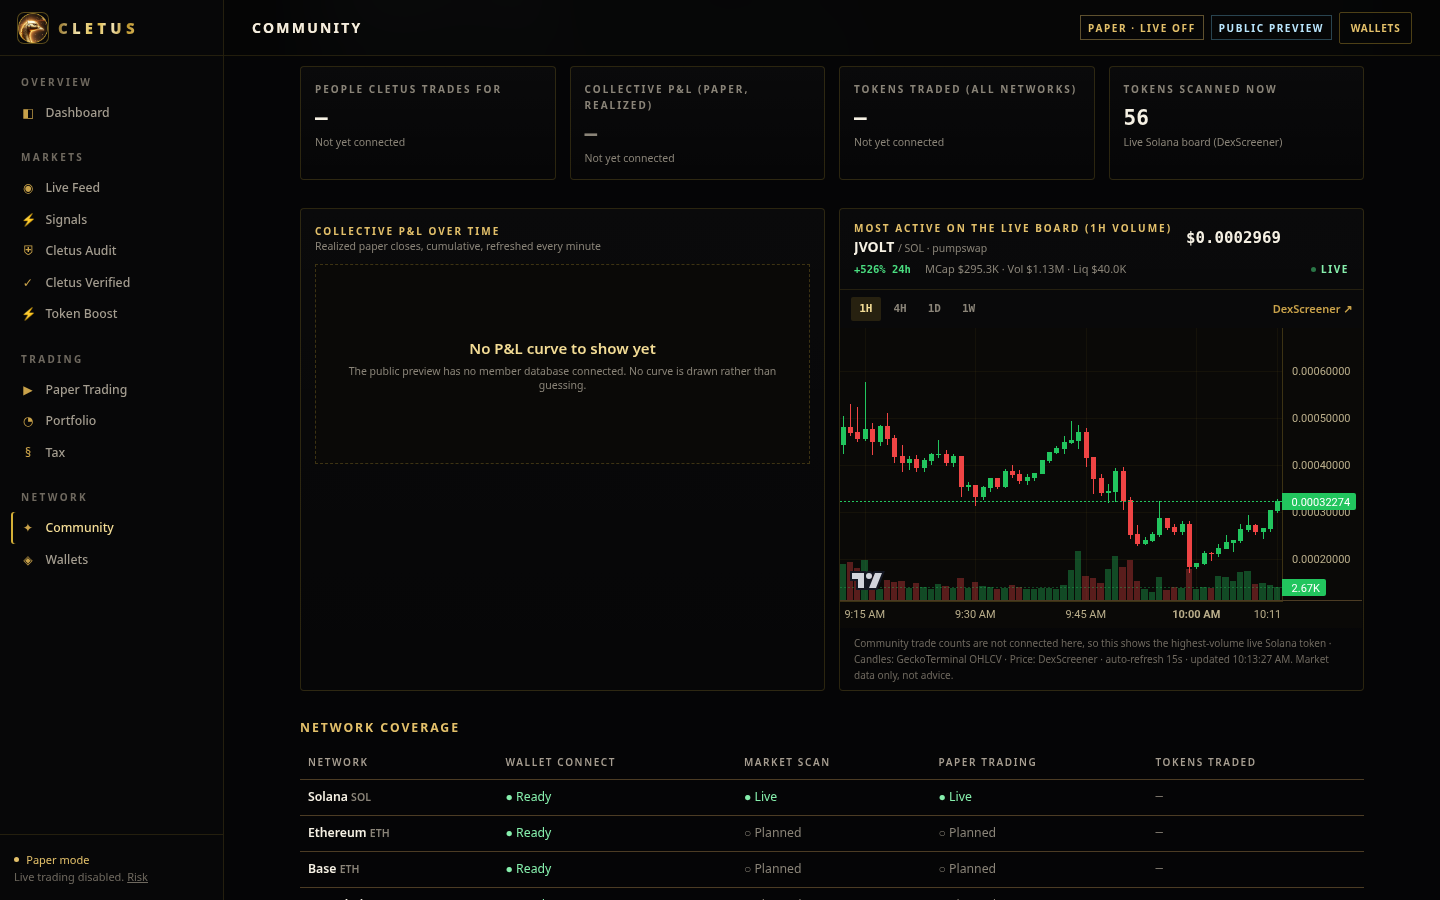 CLETUS
COMMUNITY
PAPER · LIVE OFF
PUBLIC PREVIEW
WALLETS
OVERVIEW
Dashboard
MARKETS
Live Feed
Signals
Cletus Audit
Cletus Verified
Token Boost
TRADING
Paper Trading
Portfolio
§ Tax
NETWORK
Community
Wallets
Paper mode
Live trading disabled. Risk
PEOPLE CLETUS TRADES FOR
—
Not yet connected
COLLECTIVE P&L (PAPER,
REALIZED)
—
Not yet connected
TOKENS TRADED (ALL NETWORKS)
—
Not yet connected
TOKENS SCANNED NOW
56
Live Solana board (DexScreener)
COLLECTIVE P&L OVER TIME
Realized paper closes, cumulative, refreshed every minute
No P&L curve to show yet
The public preview has no member database connected. No curve is drawn rather than
guessing.
MOST ACTIVE ON THE LIVE BOARD (1H VOLUME)
JVOLT / SOL · pumpswap
$0.0002969
+526% 24h MCap $295.3K · Vol $1.13M · Liq $40.0K
LIVE
1H 4H 1D 1W
DexScreener ↗
0.00060000
0.00050000
0.00040000
0.00032274
0.00030000
0.00020000
2.67K
9:15 AM 9:30 AM 9:45 AM 10:00 AM 10:11
Community trade counts are not connected here, so this shows the highest-volume live Solana token ·
Candles: GeckoTerminal OHLCV · Price: DexScreener · auto-refresh 15s · updated 10:13:27 AM. Market
data only, not advice.
NETWORK COVERAGE
NETWORK WALLET CONNECT MARKET SCAN PAPER TRADING TOKENS TRADED
Solana SOL ● Ready ● Live ● Live —
Ethereum ETH ● Ready ○ Planned ○ Planned —
Base ETH ● Ready ○ Planned ○ Planned —